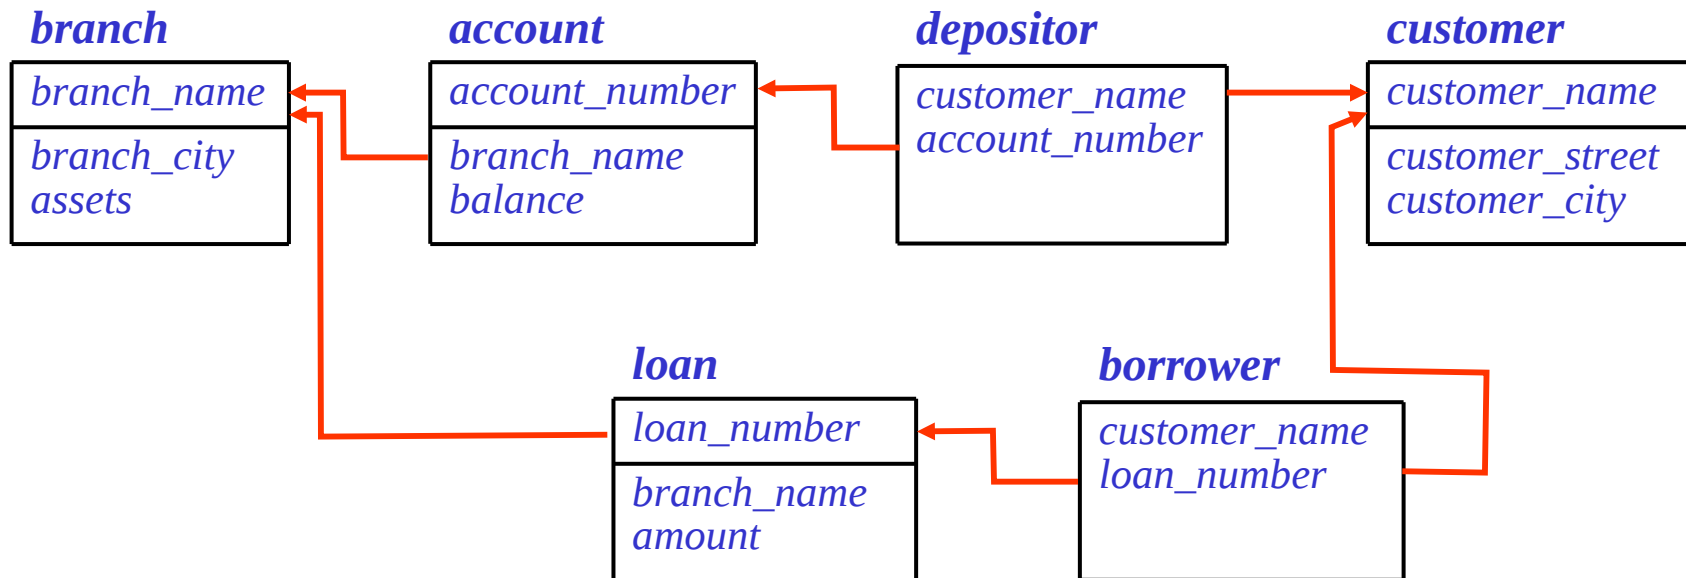 branch
branch_name
branch_city
assets
account
account_number
branch_name
balance
depositor
customer_name
account_number
customer
customer_name
customer_street
customer_city
loan
loan_number
branch_name
amount
borrower
customer_name
loan_number